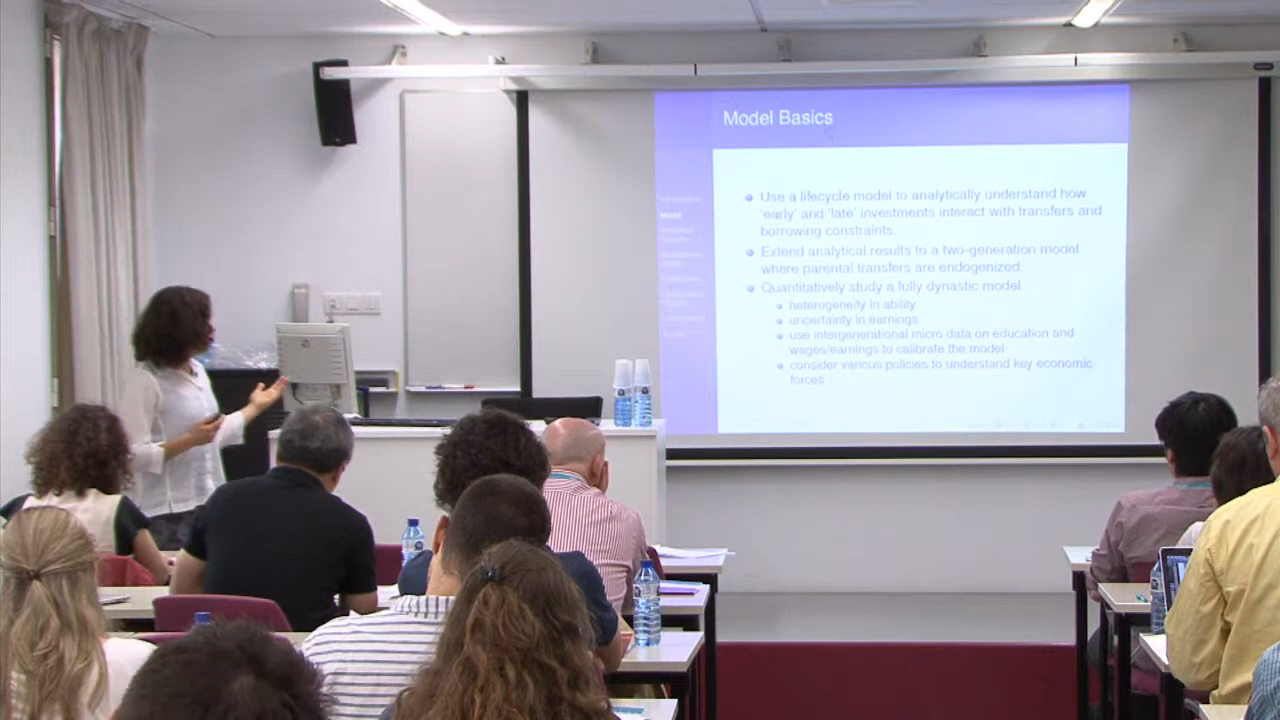 Model Basics
Use a lifecycle model to analytically understand how
'early' and 'late' investments interact with transfers and
borrowing constraints.
Extend analytical results to a two-generation model
where parental transfers are endogenized.
Quantitatively study a fully dynastic model
heterogeneity in ability
uncertainty in earnings
use intergenerational micro data on education and
wages/earnings to calibrate the model
consider various policies to understand key economic
forces
Model